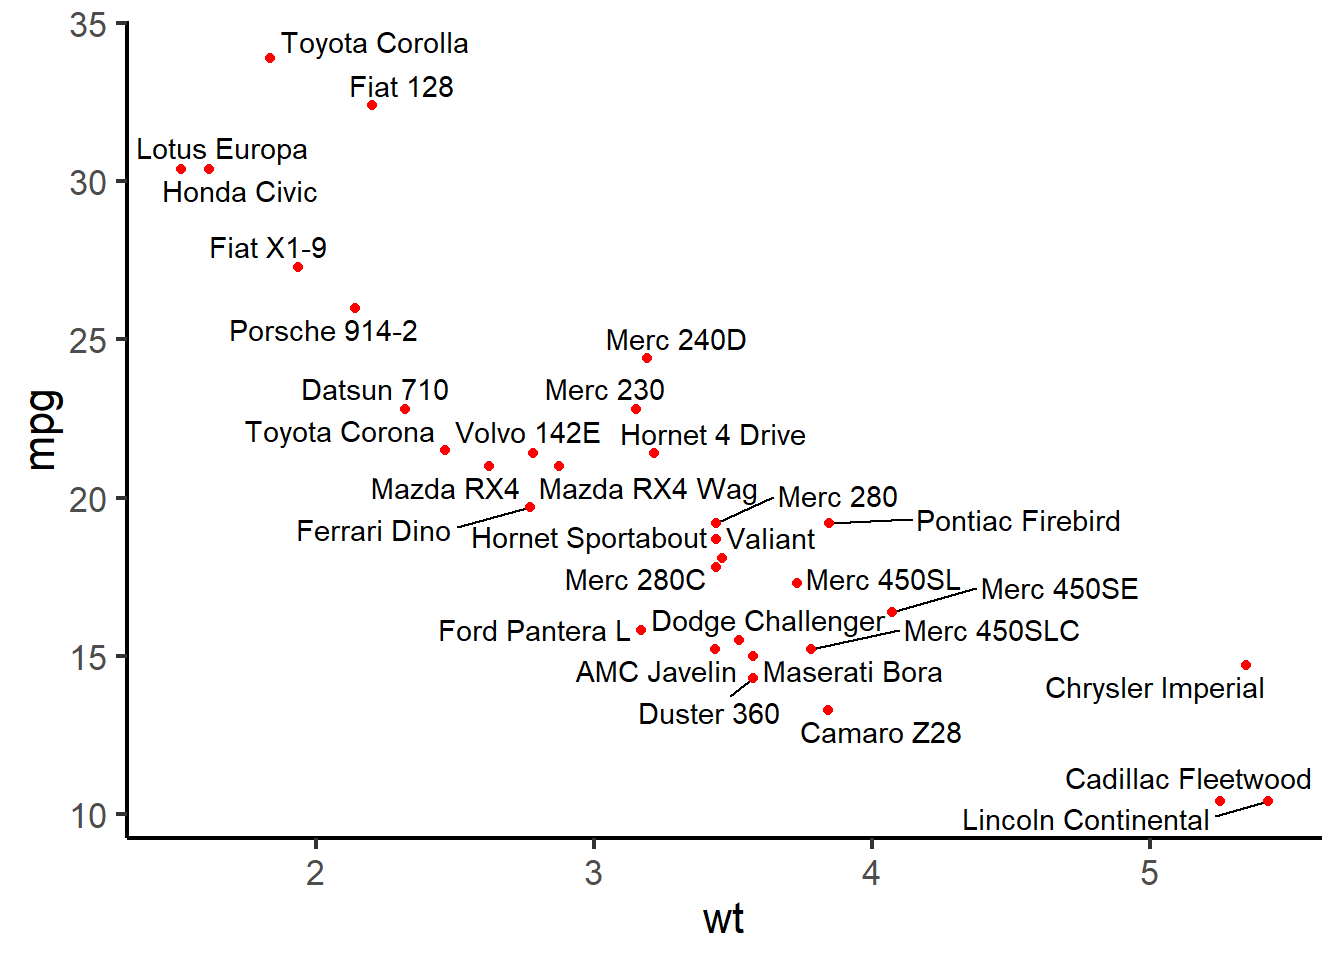 35
Toyota Corolla
Fiat 128
Lotus Europa
30
Honda Civic
Fiat X1-9
Porsche 914-2
25
Merc 240D
Datsun 710
Merc 230
mpg
Toyota Corona
Volvo 142E
Hornet 4 Drive
Mazda RX4
Mazda RX4 Wag
20
Merc 280
Pontiac Firebird
Ferrari Dino
Hornet Sportabout
Valiant
Merc 280C
Merc 450SL
Merc 450SE
Dodge Challenger
Ford Pantera L
Merc 450SLC
15
AMC Javelin
Maserati Bora
Chrysler Imperial
Duster 360
Camaro Z28
Cadillac Fleetwood
10
Lincoln Continental
2
3
4
5
wt